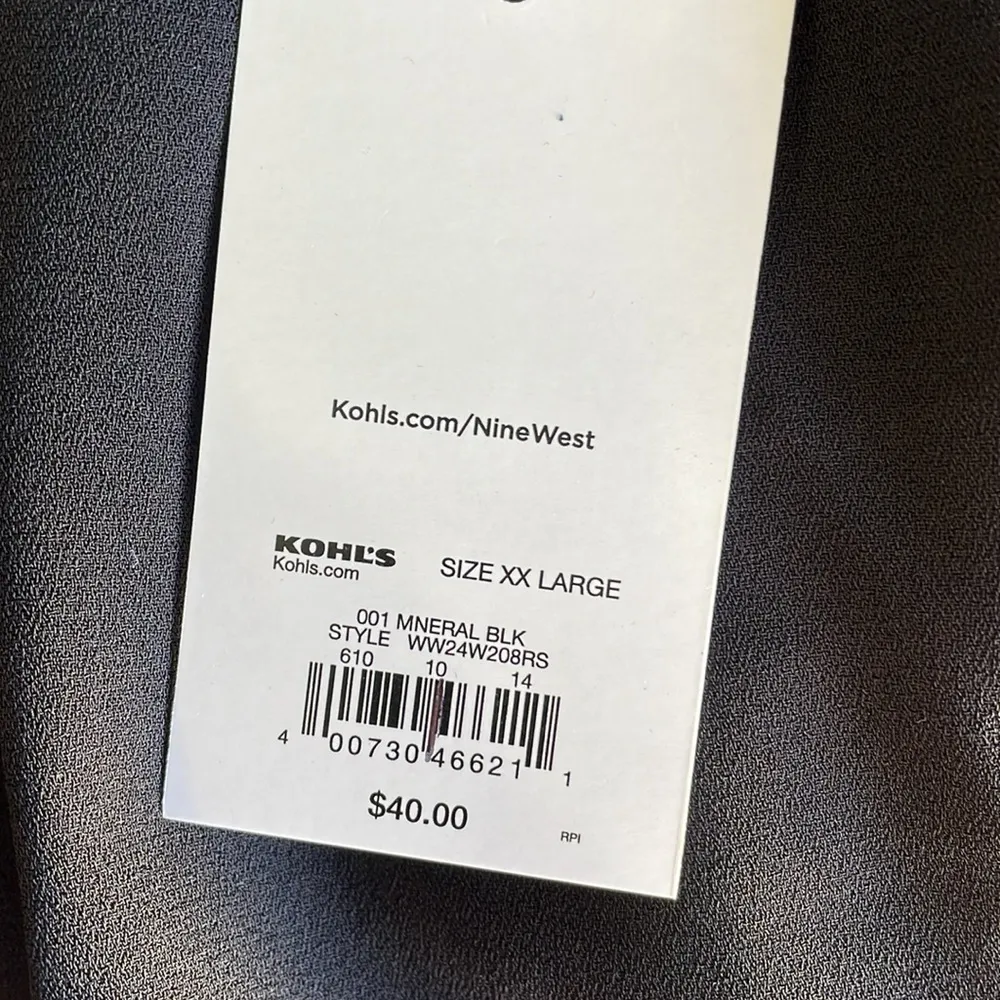 Kohls.com/NineWest
KOHL'S
Kohls.com
SIZE XX LARGE
001 MNERAL BLK
STYLE WW24W208RS
610 10 14
4 00730 46621 1
$40.00
RPI